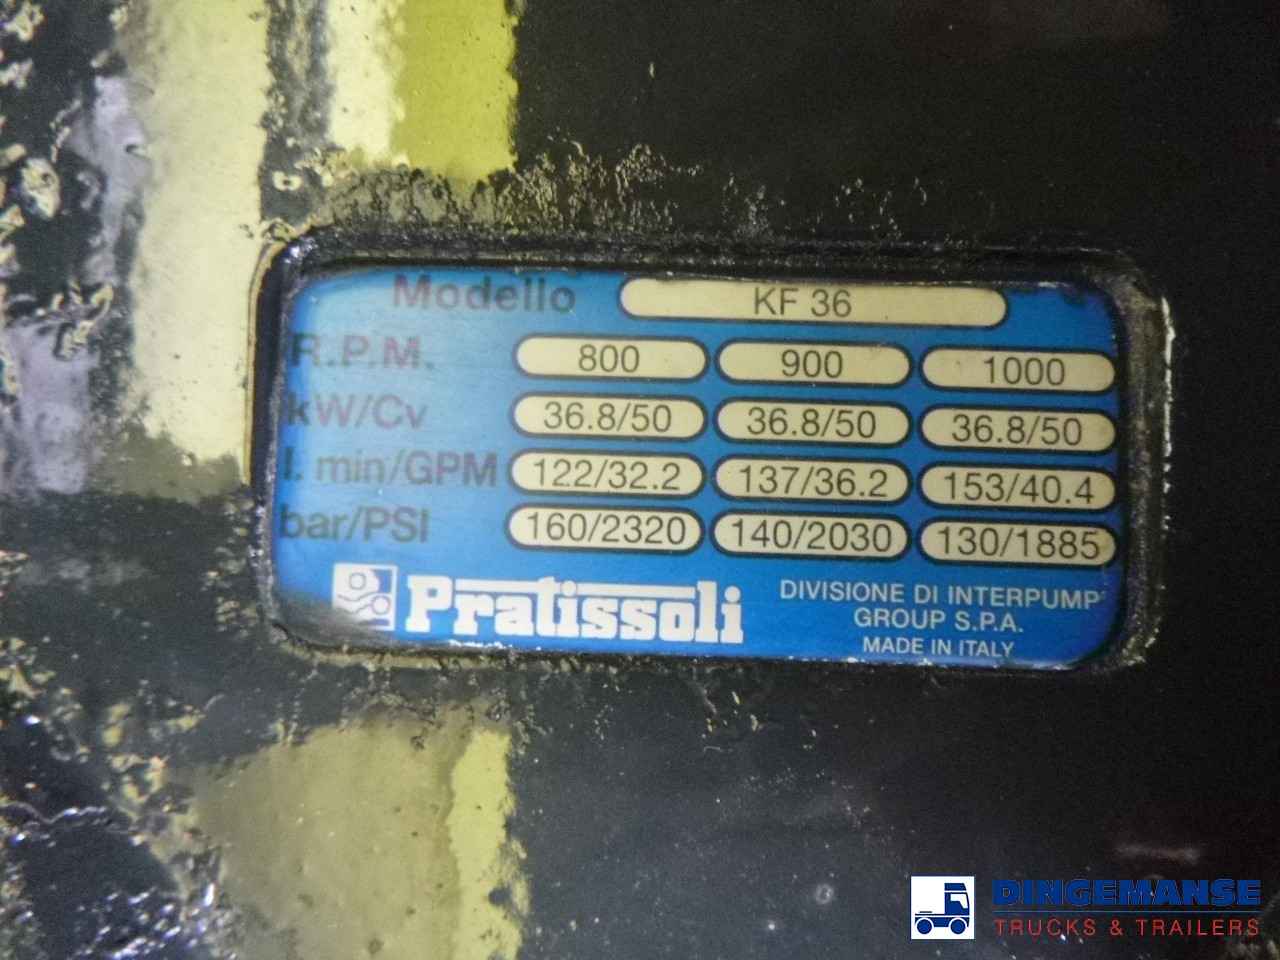 Modello KF 36
R.P.M. 800 900 1000
kW/Cv 36.8/50 36.8/50 36.8/50
l. min/GPM 122/32.2 137/36.2 153/40.4
bar/PSI 160/2320 140/2030 130/1885
Pratissoli
DIVISIONE DI INTERPUMP
GROUP S.P.A.
MADE IN ITALY
DINGEMANSE
TRUCKS & TRAILERS